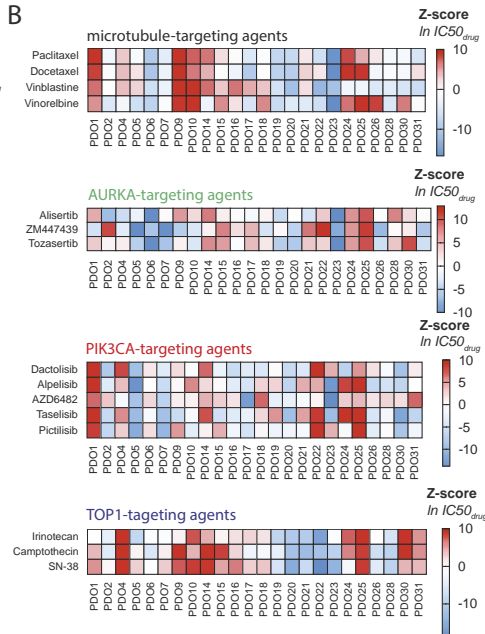 B
microtubule-targeting agents
Z-score
ln IC50drug
Paclitaxel
Docetaxel
Vinblastine
Vinorelbine
10
0
-10
PDO1 PDO2 PDO4 PDO5 PDO6 PDO7 PDO9 PDO10 PDO14 PDO15 PDO16 PDO17 PDO18 PDO19 PDO20 PDO21 PDO22 PDO23 PDO24 PDO25 PDO26 PDO28 PDO30 PDO31
AURKA-targeting agents
Z-score
ln IC50drug
Alisertib
ZM447439
Tozasertib
10
5
0
-5
-10
PDO1 PDO2 PDO4 PDO5 PDO6 PDO7 PDO9 PDO10 PDO14 PDO15 PDO16 PDO17 PDO18 PDO19 PDO20 PDO21 PDO22 PDO23 PDO24 PDO25 PDO26 PDO28 PDO30 PDO31
PIK3CA-targeting agents
Z-score
ln IC50drug
Dactolisib
Alpelisib
AZD6482
Taselisib
Pictilisib
10
5
0
-5
-10
PDO1 PDO2 PDO4 PDO5 PDO6 PDO7 PDO9 PDO10 PDO14 PDO15 PDO16 PDO17 PDO18 PDO19 PDO20 PDO21 PDO22 PDO23 PDO24 PDO25 PDO26 PDO28 PDO30 PDO31
TOP1-tageting agents
Z-score
ln IC50drug
Irinotecan
Camptothecin
SN-38
10
0
-10
PDO1 PDO2 PDO4 PDO5 PDO6 PDO7 PDO9 PDO10 PDO14 PDO15 PDO16 PDO17 PDO18 PDO19 PDO20 PDO21 PDO22 PDO23 PDO24 PDO25 PDO26 PDO28 PDO30 PDO31